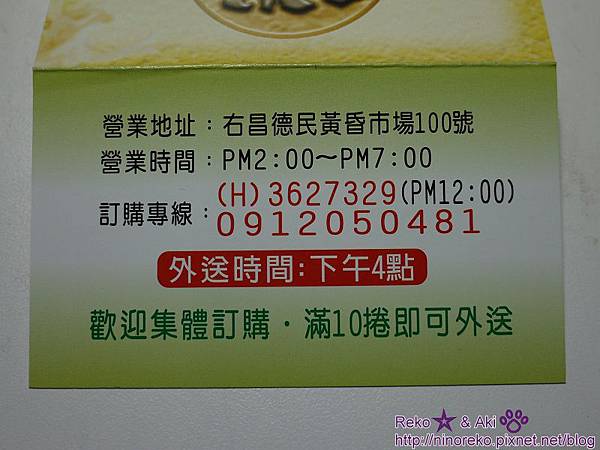 營業地址：右昌德民黃昏市場100號
營業時間：PM2:00～PM7:00
訂購專線：(H)3627329(PM12:00)
0912050481
外送時間:下午4點
歡迎集體訂購・滿10捲即可外送
Reko☆ & Aki
http://ninoreko.pixnet.net/blog